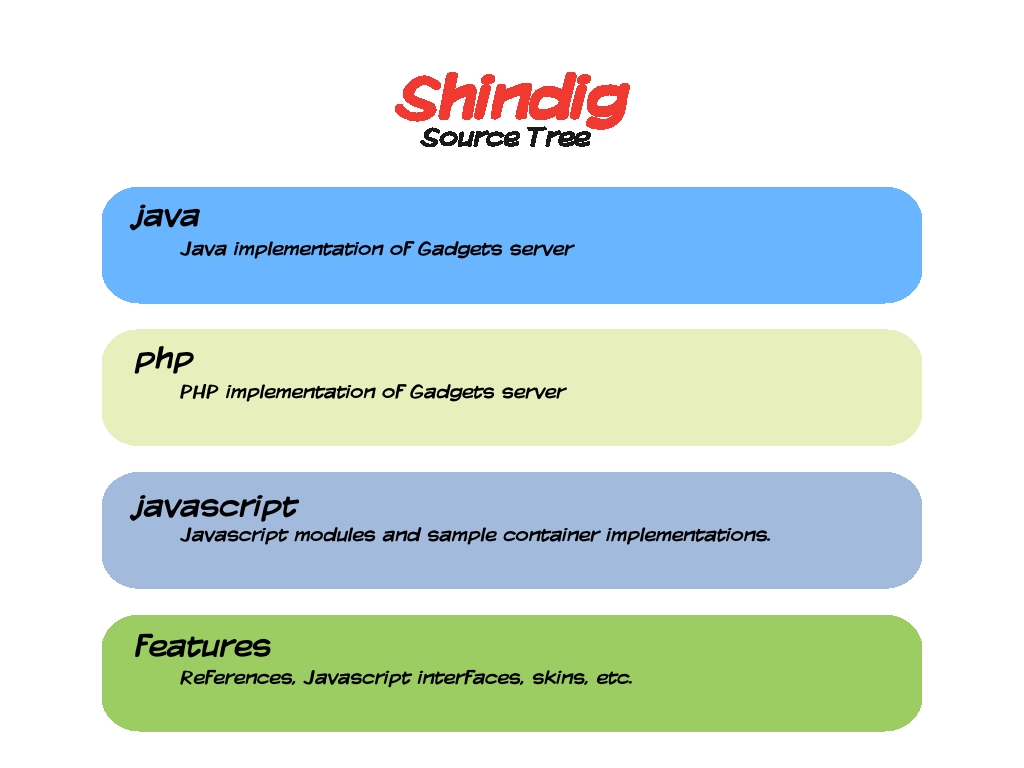 Shindig
Source Tree
java
Java implementation of Gadgets server
php
PHP implementation of Gadgets server
javascript
Javascript modules and sample container implementations.
features
References, Javascript interfaces, skins, etc.